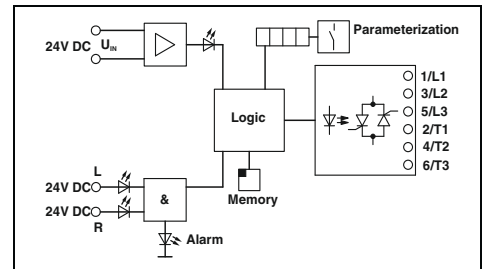 Parameterization
24V DC U_IN
1/L1
3/L2
5/L3
2/T1
4/T2
6/T3
Logic
L
24V DC
24V DC
&
R
Memory
Alarm